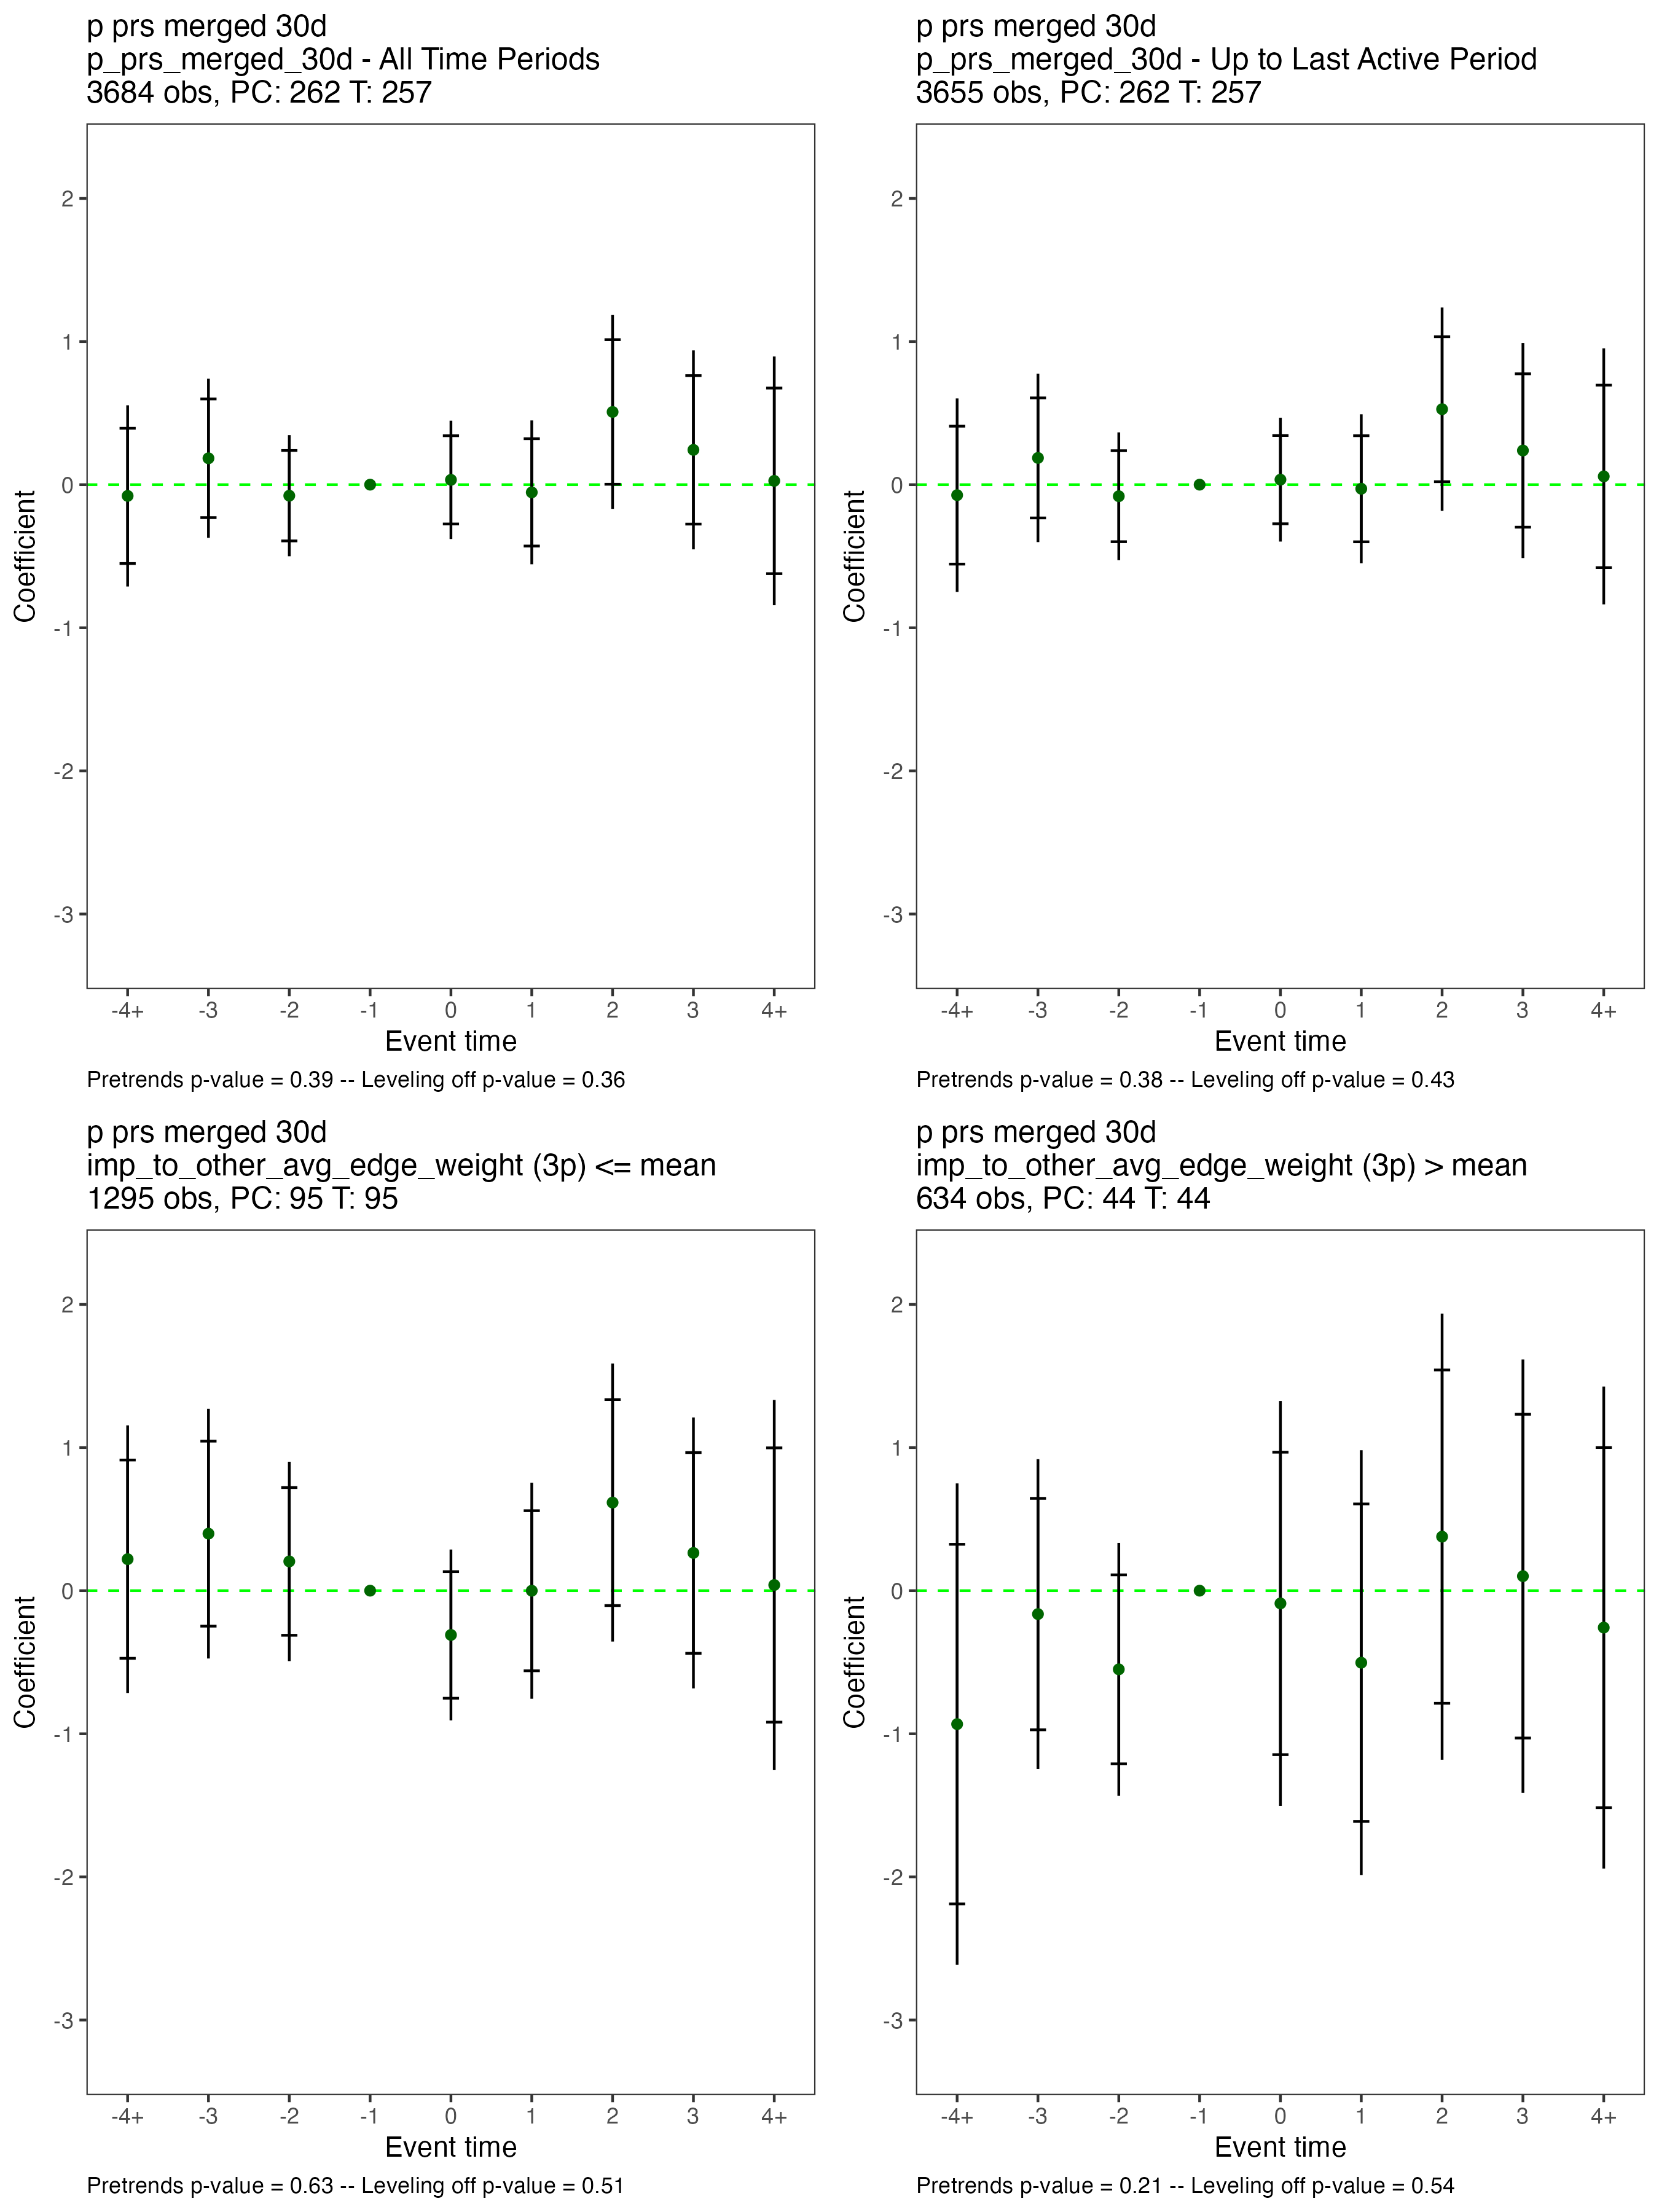 p prs merged 30d
p_prs_merged_30d - All Time Periods
3684 obs, PC: 262 T: 257
2
1
0
-1
-2
-3
Coefficient
-4+ -3 -2 -1 0 1 2 3 4+
Event time
Pretrends p-value = 0.39 -- Leveling off p-value = 0.36
p prs merged 30d
p_prs_merged_30d - Up to Last Active Period
3655 obs, PC: 262 T: 257
2
1
0
-1
-2
-3
Coefficient
-4+ -3 -2 -1 0 1 2 3 4+
Event time
Pretrends p-value = 0.38 -- Leveling off p-value = 0.43
p prs merged 30d
imp_to_other_avg_edge_weight (3p) <= mean
1295 obs, PC: 95 T: 95
2
1
0
-1
-2
-3
Coefficient
-4+ -3 -2 -1 0 1 2 3 4+
Event time
Pretrends p-value = 0.63 -- Leveling off p-value = 0.51
p prs merged 30d
imp_to_other_avg_edge_weight (3p) > mean
634 obs, PC: 44 T: 44
2
1
0
-1
-2
-3
Coefficient
-4+ -3 -2 -1 0 1 2 3 4+
Event time
Pretrends p-value = 0.21 -- Leveling off p-value = 0.54